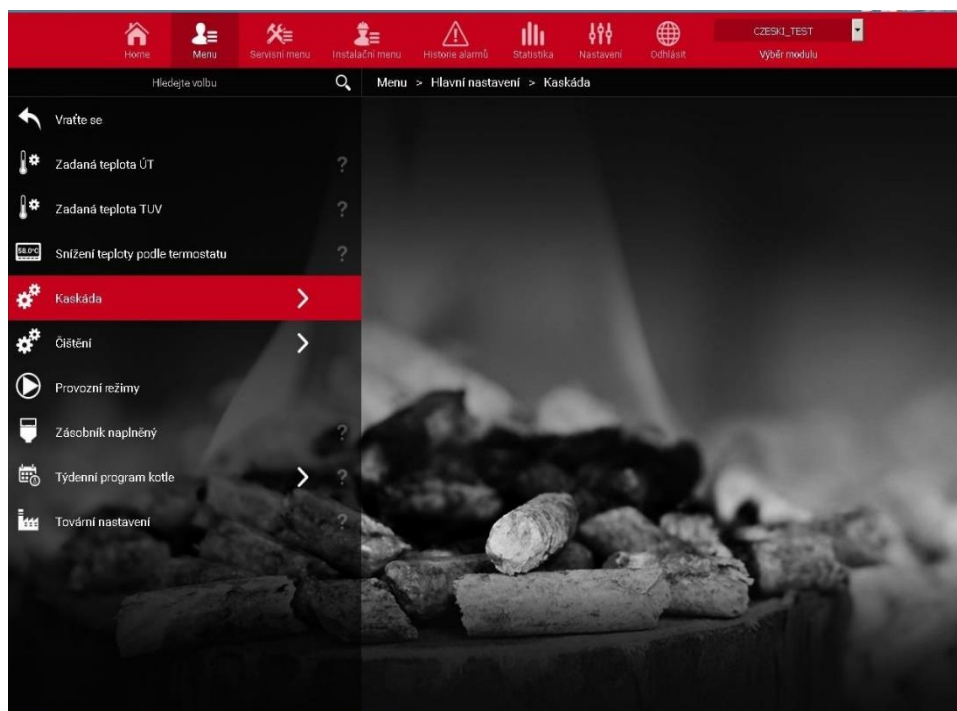 Home
Menu
Servisní menu
Instalační menu
Historie alarmů
Statistika
Nastavení
Odhlásit
CZESKI_TEST
Výběr modulu
Hledejte volbu
Menu > Hlavní nastavení > Kaskáda
Vraťte se
Zadaná teplota ÚT ?
Zadaná teplota TUV ?
58.0°C Snížení teploty podle termostatu ?
Kaskáda
Čištění
Provozní režimy
Zásobník naplněný ?
Týdenní program kotle ?
Tovární nastavení ?